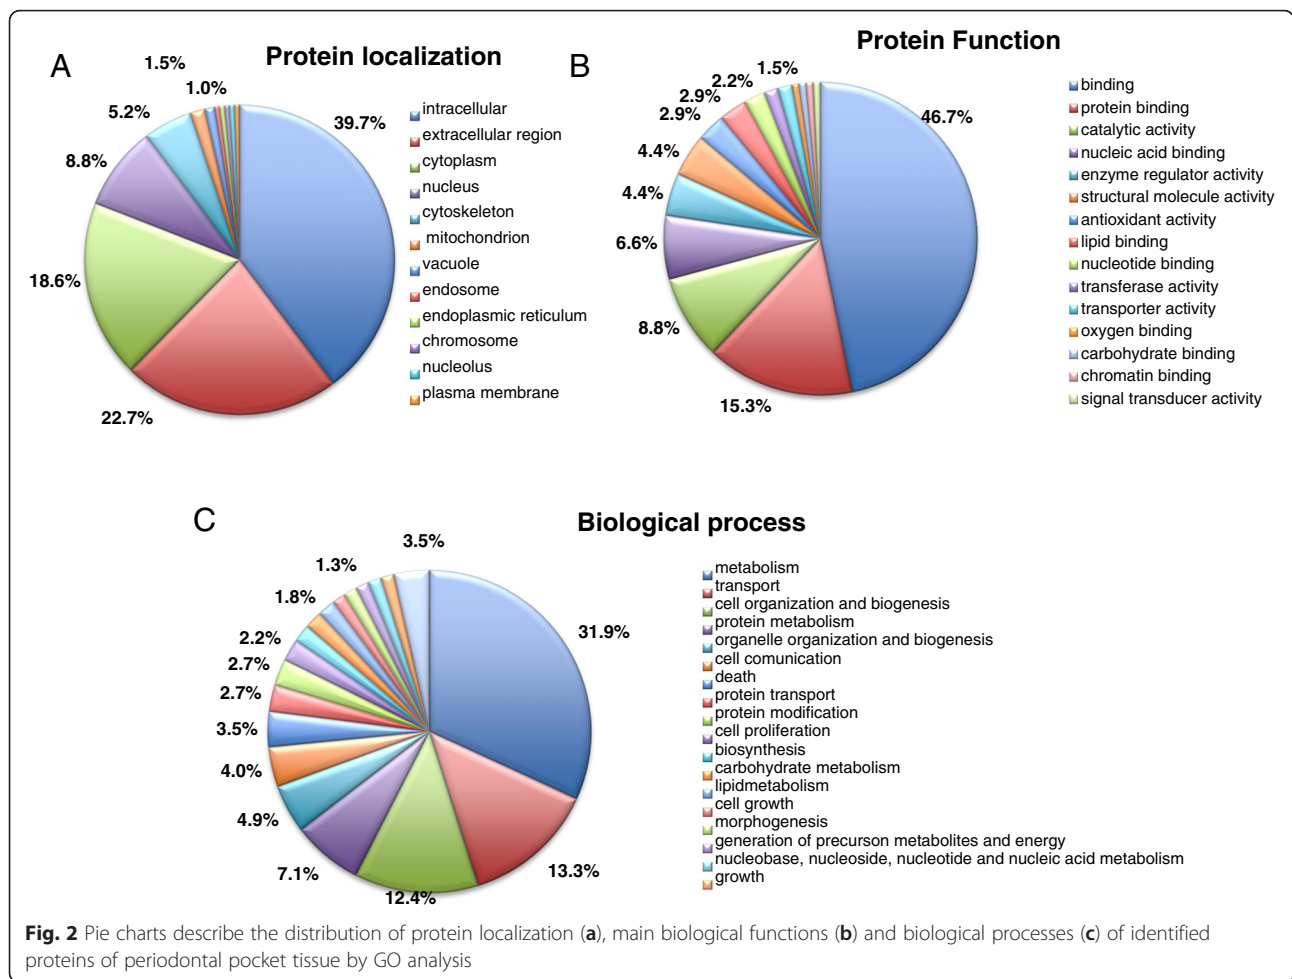 A
Protein localization
1.5%
1.0%
5.2%
39.7%
8.8%
18.6%
22.7%
intracellular
extracellular region
cytoplasm
nucleus
cytoskeleton
mitochondrion
vacuole
endosome
endoplasmic reticulum
chromosome
nucleolus
plasma membrane
B
Protein Function
1.5%
2.2%
2.9%
2.9%
46.7%
4.4%
4.4%
6.6%
8.8%
15.3%
binding
protein binding
catalytic activity
nucleic acid binding
enzyme regulator activity
structural molecule activity
antioxidant activity
lipid binding
nucleotide binding
transferase activity
transporter activity
oxygen binding
carbohydrate binding
chromatin binding
signal transducer activity
C
Biological process
3.5%
1.3%
1.8%
31.9%
2.2%
2.7%
2.7%
3.5%
4.0%
4.9%
7.1%
13.3%
12.4%
metabolism
transport
cell organization and biogenesis
protein metabolism
organelle organization and biogenesis
cell comunication
death
protein transport
protein modification
cell proliferation
biosynthesis
carbohydrate metabolism
lipidmetabolism
cell growth
morphogenesis
generation of precurson metabolites and energy
nucleobase, nucleoside, nucleotide and nucleic acid metabolism
growth
Fig. 2 Pie charts describe the distribution of protein localization (a), main biological functions (b) and biological processes (c) of identified
proteins of periodontal pocket tissue by GO analysis